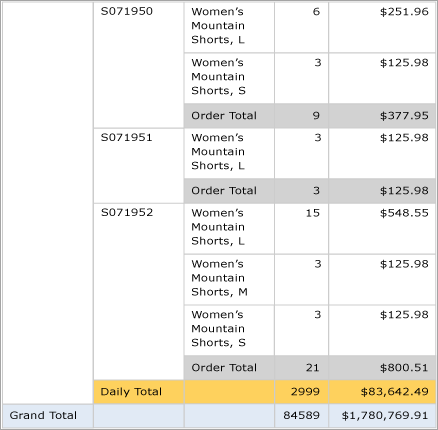 S071950 Women's 6 $251.96
Mountain
Shorts, L
Women's 3 $125.98
Mountain
Shorts, S
Order Total 9 $377.95
S071951 Women's 3 $125.98
Mountain
Shorts, L
Order Total 3 $125.98
S071952 Women's 15 $548.55
Mountain
Shorts, L
Women's 3 $125.98
Mountain
Shorts, M
Women's 3 $125.98
Mountain
Shorts, S
Order Total 21 $800.51
Daily Total 2999 $83,642.49
Grand Total 84589 $1,780,769.91